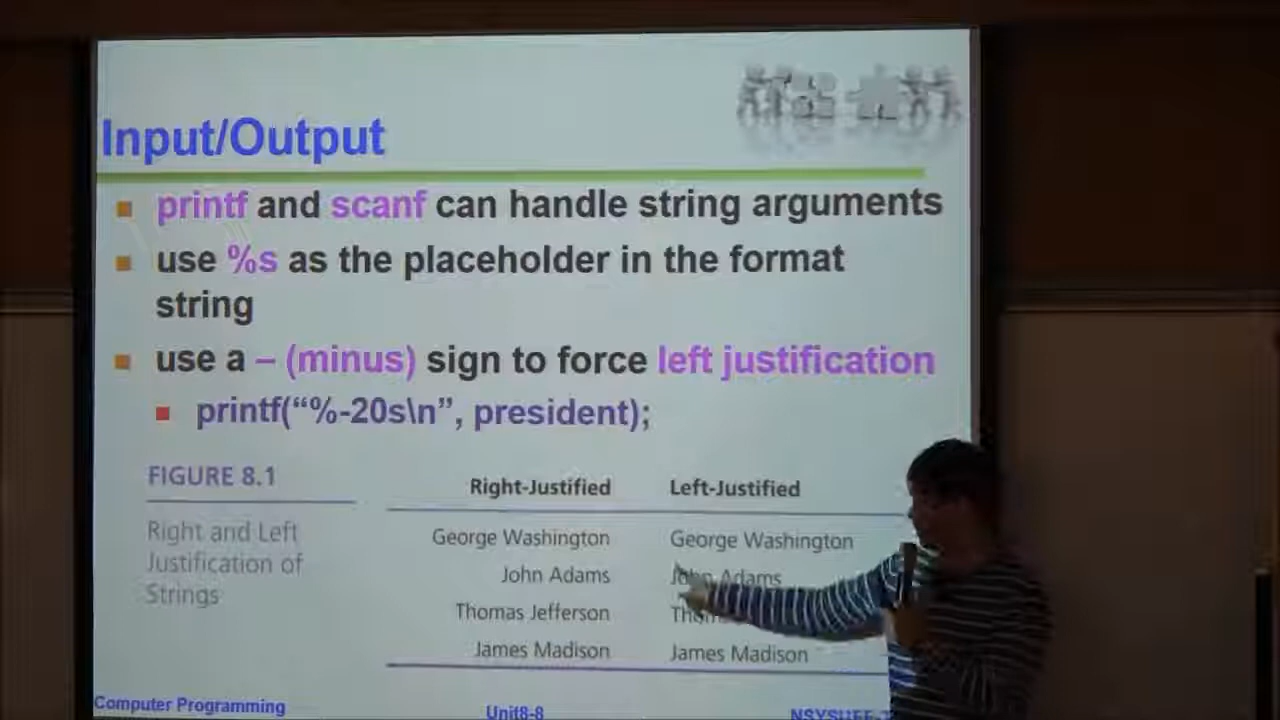 Input/Output
printf and scanf can handle string arguments
use %s as the placeholder in the format
string
use a – (minus) sign to force left justification
printf(“%-20s\n”, president);
FIGURE 8.1
Right and Left
Justification of
Strings
Right-Justified Left-Justified
George Washington George Washington
John Adams John Adams
Thomas Jefferson
James Madison James Madison
Computer Programming
Unit8-8